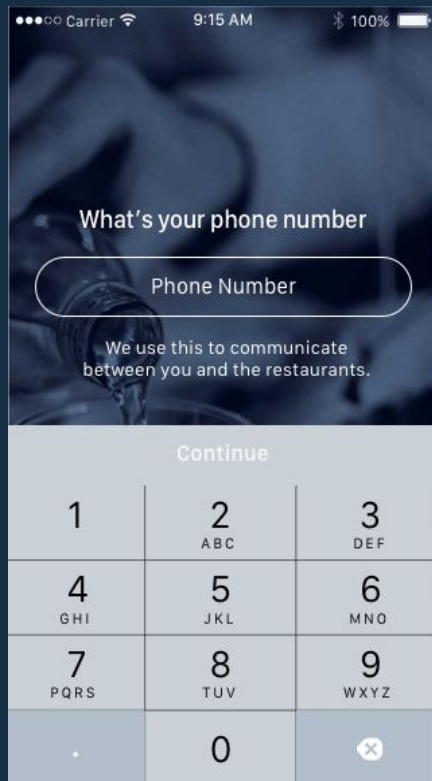 Carrier 9:15 AM 100%
What's your phone number
Phone Number
We use this to communicate
between you and the restaurants.
Continue
1 2 3
ABC DEF
4 5 6
GHI JKL MNO
7 8 9
PQRS TUV WXYZ
. 0